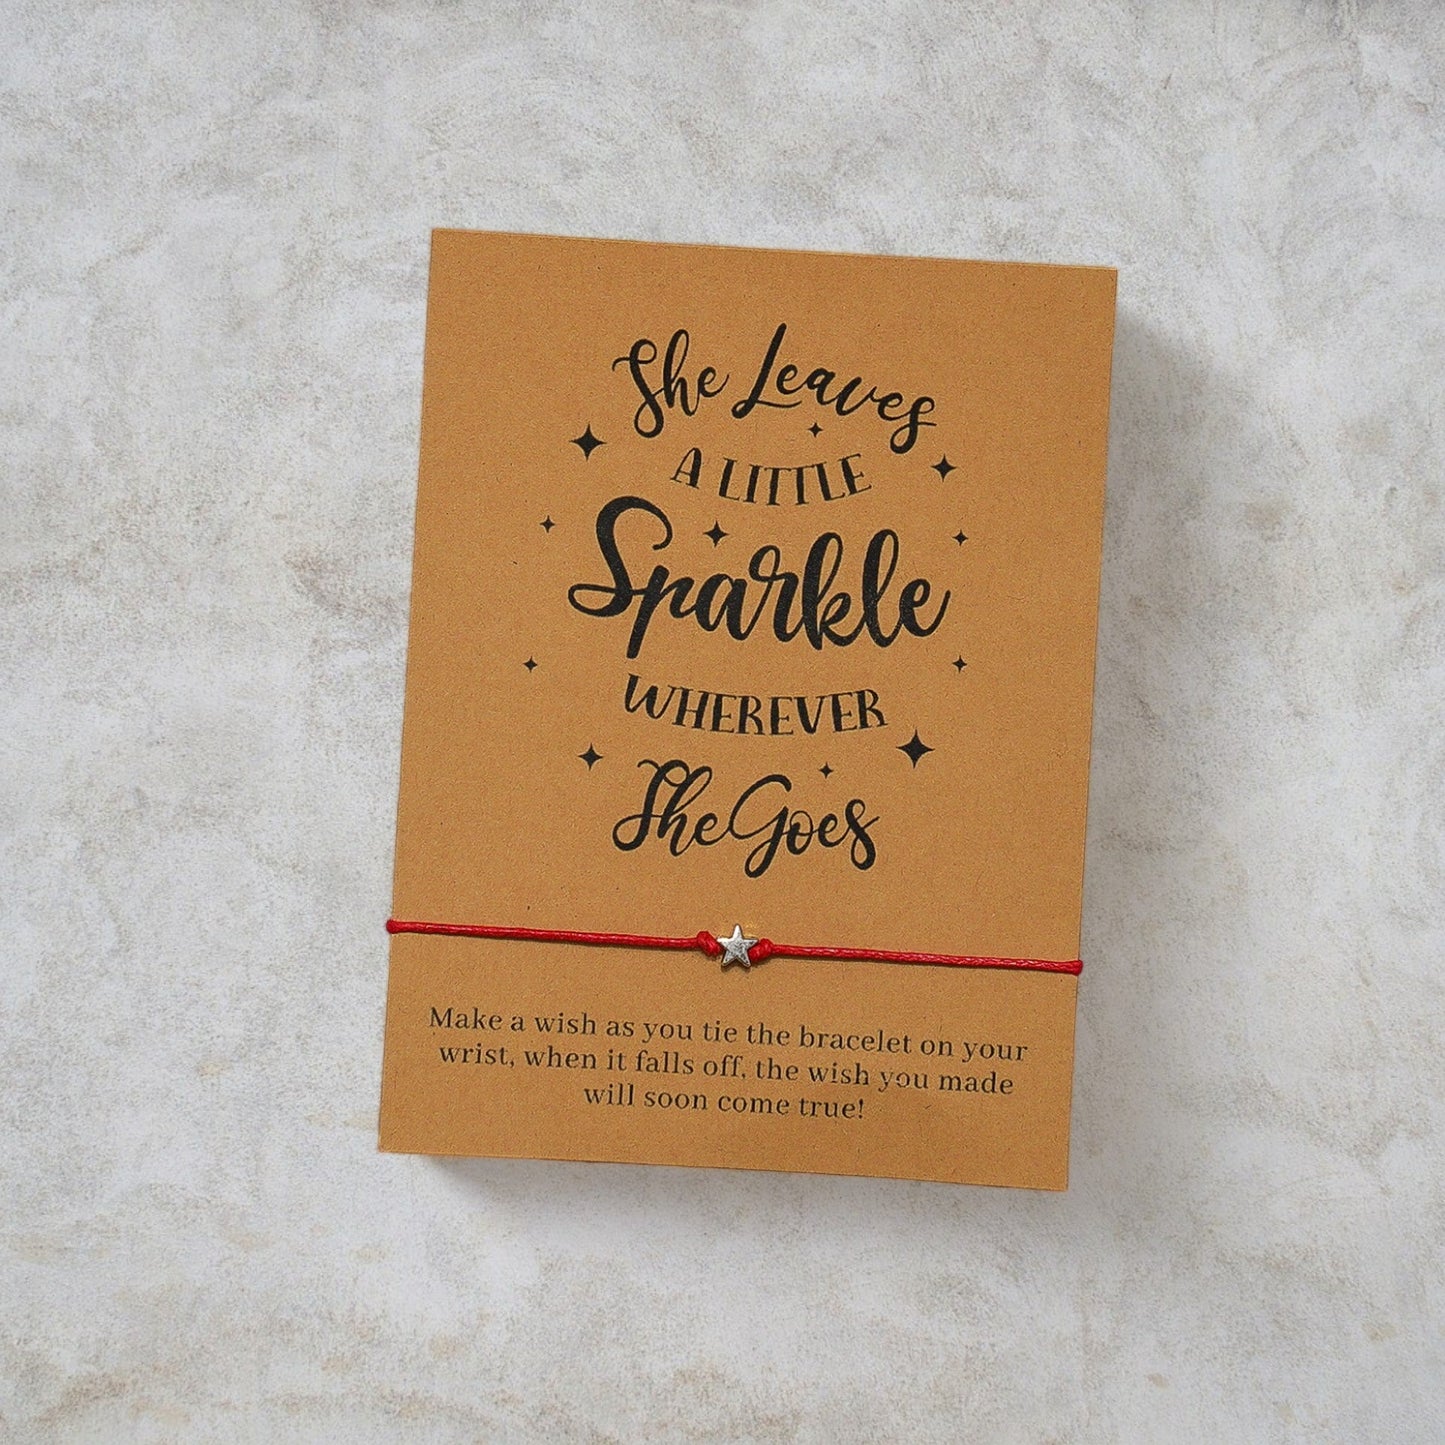 She Leaves
A LITTLE
Sparkle
WHEREVER
She Goes
Make a wish as you tie the bracelet on your
wrist, when it falls off, the wish you made
will soon come true!